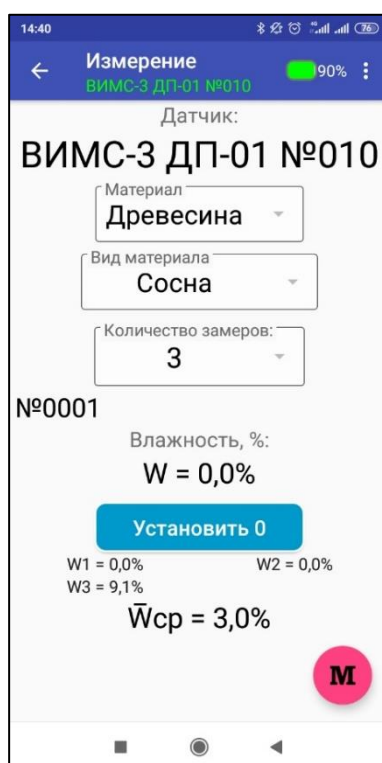 14:40
76
Измерение
ВИМС-3 ДП-01 №010
90%
Датчик:
ВИМС-3 ДП-01 №010
Материал
Древесина
Вид материала
Сосна
Количество замеров:
3
№0001
Влажность, %:
W = 0,0%
Установить 0
W1 = 0,0% W2 = 0,0%
W3 = 9,1%
W̅ср = 3,0%
М